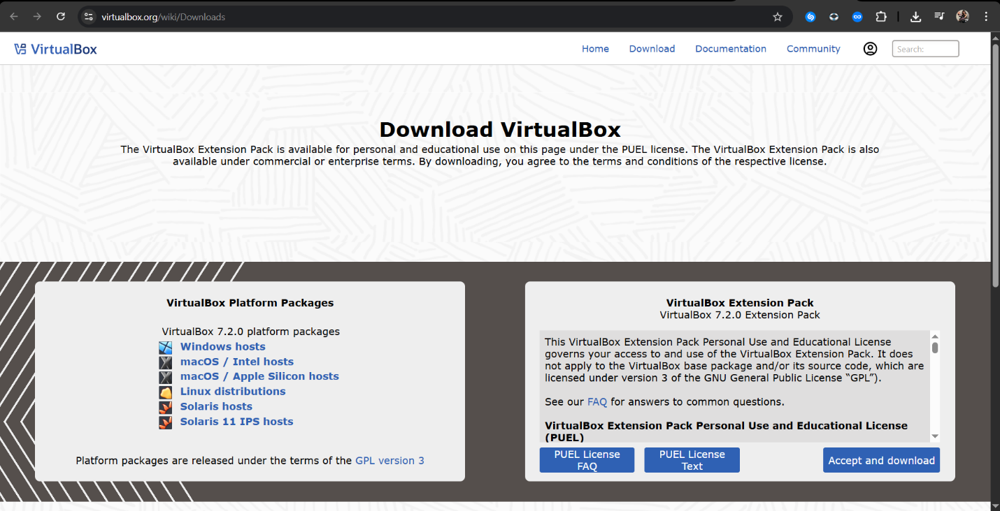 virtualbox.org/wiki/Downloads
VirtualBox
Home
Download
Documentation
Community
Search:
Download VirtualBox
The VirtualBox Extension Pack is available for personal and educational use on this page under the PUEL license. The VirtualBox Extension Pack is also
available under commercial or enterprise terms. By downloading, you agree to the terms and conditions of the respective license.
VirtualBox Platform Packages
VirtualBox 7.2.0 platform packages
Windows hosts
macOS / Intel hosts
macOS / Apple Silicon hosts
Linux distributions
Solaris hosts
Solaris 11 IPS hosts
Platform packages are released under the terms of the GPL version 3
VirtualBox Extension Pack
VirtualBox 7.2.0 Extension Pack
This VirtualBox Extension Pack Personal Use and Educational License
governs your access to and use of the VirtualBox Extension Pack. It does
not apply to the VirtualBox base package and/or its source code, which are
licensed under version 3 of the GNU General Public License “GPL”).
See our FAQ for answers to common questions.
VirtualBox Extension Pack Personal Use and Educational License
(PUEL)
PUEL License
FAQ
PUEL License
Text
Accept and download